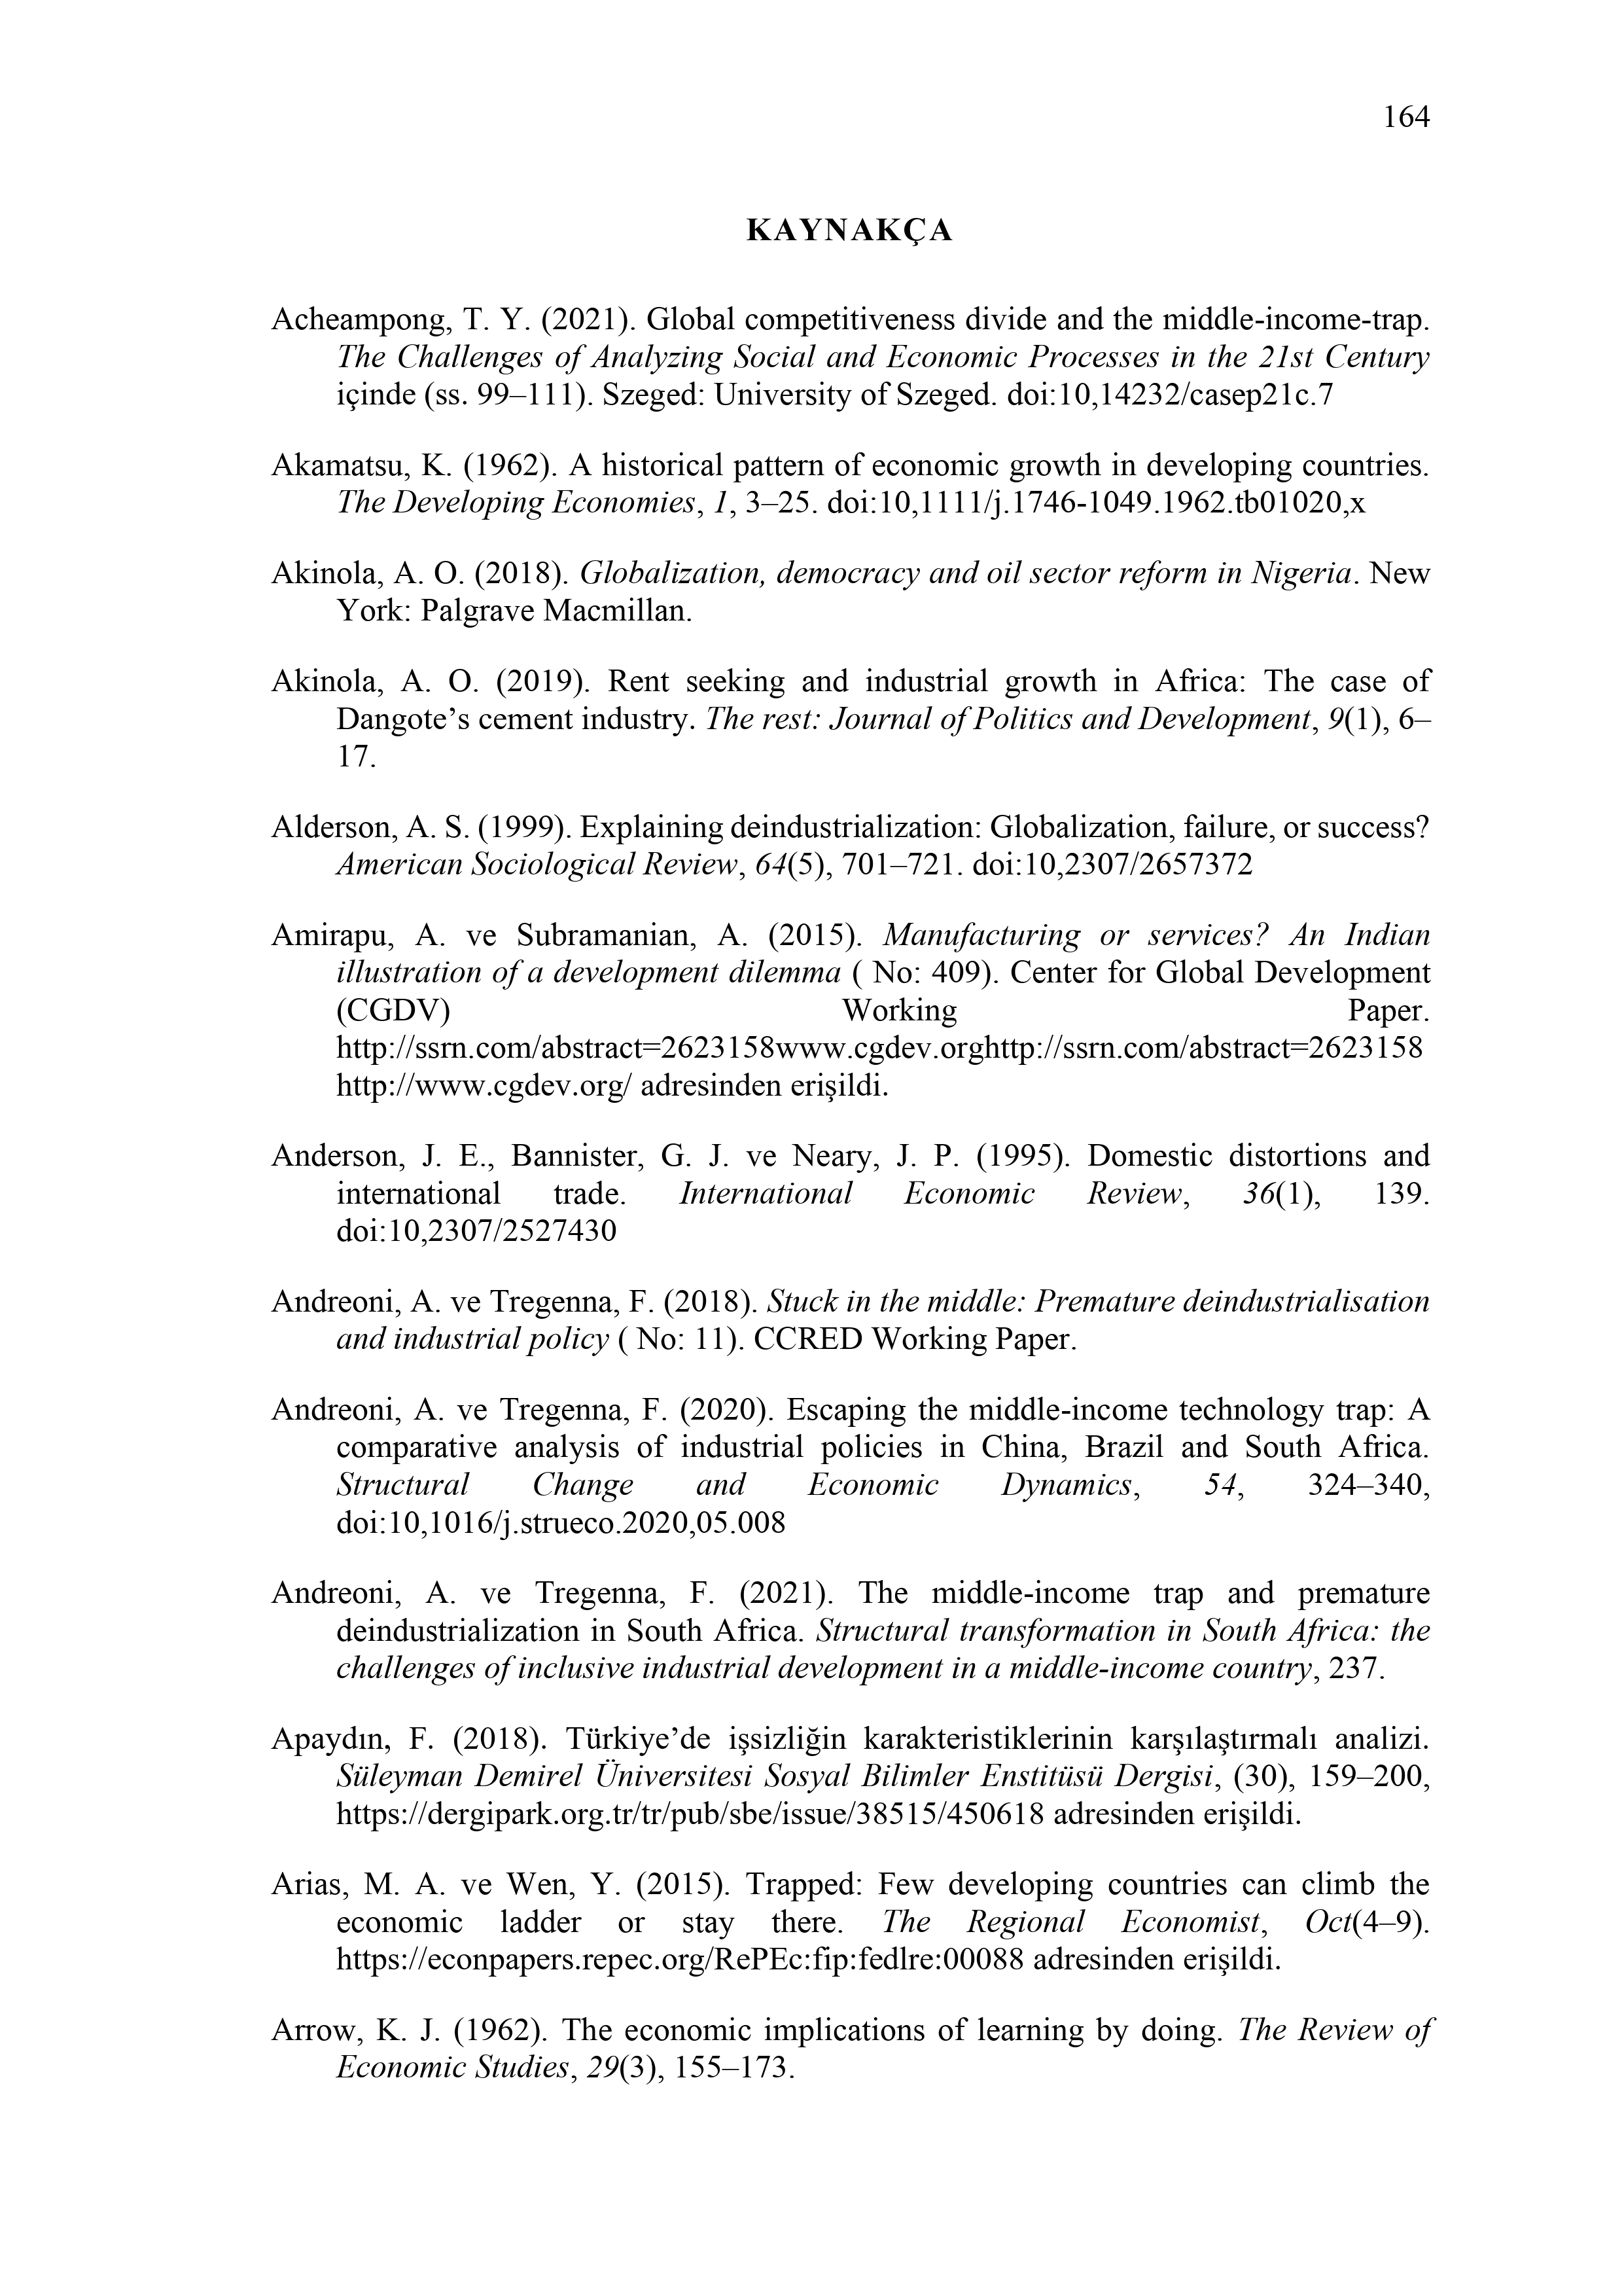 164
KAYNAKÇA
Acheampong, T. Y. (2021). Global competitiveness divide and the middle-income-trap.
The Challenges of Analyzing Social and Economic Processes in the 21st Century
içinde (ss. 99–111). Szeged: University of Szeged. doi:10,14232/casep21c.7
Akamatsu, K. (1962). A historical pattern of economic growth in developing countries.
The Developing Economies, 1, 3–25. doi:10,1111/j.1746-1049.1962.tb01020,x
Akinola, A. O. (2018). Globalization, democracy and oil sector reform in Nigeria. New
York: Palgrave Macmillan.
Akinola, A. O. (2019). Rent seeking and industrial growth in Africa: The case of
Dangote’s cement industry. The rest: Journal of Politics and Development, 9(1), 6–
17.
Alderson, A. S. (1999). Explaining deindustrialization: Globalization, failure, or success?
American Sociological Review, 64(5), 701–721. doi:10,2307/2657372
Amirapu, A. ve Subramanian, A. (2015). Manufacturing or services? An Indian
illustration of a development dilemma ( No: 409). Center for Global Development
(CGDV) Working Paper.
http://ssrn.com/abstract=2623158www.cgdev.orghttp://ssrn.com/abstract=2623158
http://www.cgdev.org/ adresinden erişildi.
Anderson, J. E., Bannister, G. J. ve Neary, J. P. (1995). Domestic distortions and
international trade. International Economic Review, 36(1), 139.
doi:10,2307/2527430
Andreoni, A. ve Tregenna, F. (2018). Stuck in the middle: Premature deindustrialisation
and industrial policy ( No: 11). CCRED Working Paper.
Andreoni, A. ve Tregenna, F. (2020). Escaping the middle-income technology trap: A
comparative analysis of industrial policies in China, Brazil and South Africa.
Structural Change and Economic Dynamics, 54, 324–340,
doi:10,1016/j.strueco.2020,05.008
Andreoni, A. ve Tregenna, F. (2021). The middle-income trap and premature
deindustrialization in South Africa. Structural transformation in South Africa: the
challenges of inclusive industrial development in a middle-income country, 237.
Apaydın, F. (2018). Türkiye’de işsizliğin karakteristiklerinin karşılaştırmalı analizi.
Süleyman Demirel Üniversitesi Sosyal Bilimler Enstitüsü Dergisi, (30), 159–200,
https://dergipark.org.tr/tr/pub/sbe/issue/38515/450618 adresinden erişildi.
Arias, M. A. ve Wen, Y. (2015). Trapped: Few developing countries can climb the
economic ladder or stay there. The Regional Economist, Oct(4–9).
https://econpapers.repec.org/RePEc:fip:fedlre:00088 adresinden erişildi.
Arrow, K. J. (1962). The economic implications of learning by doing. The Review of
Economic Studies, 29(3), 155–173.